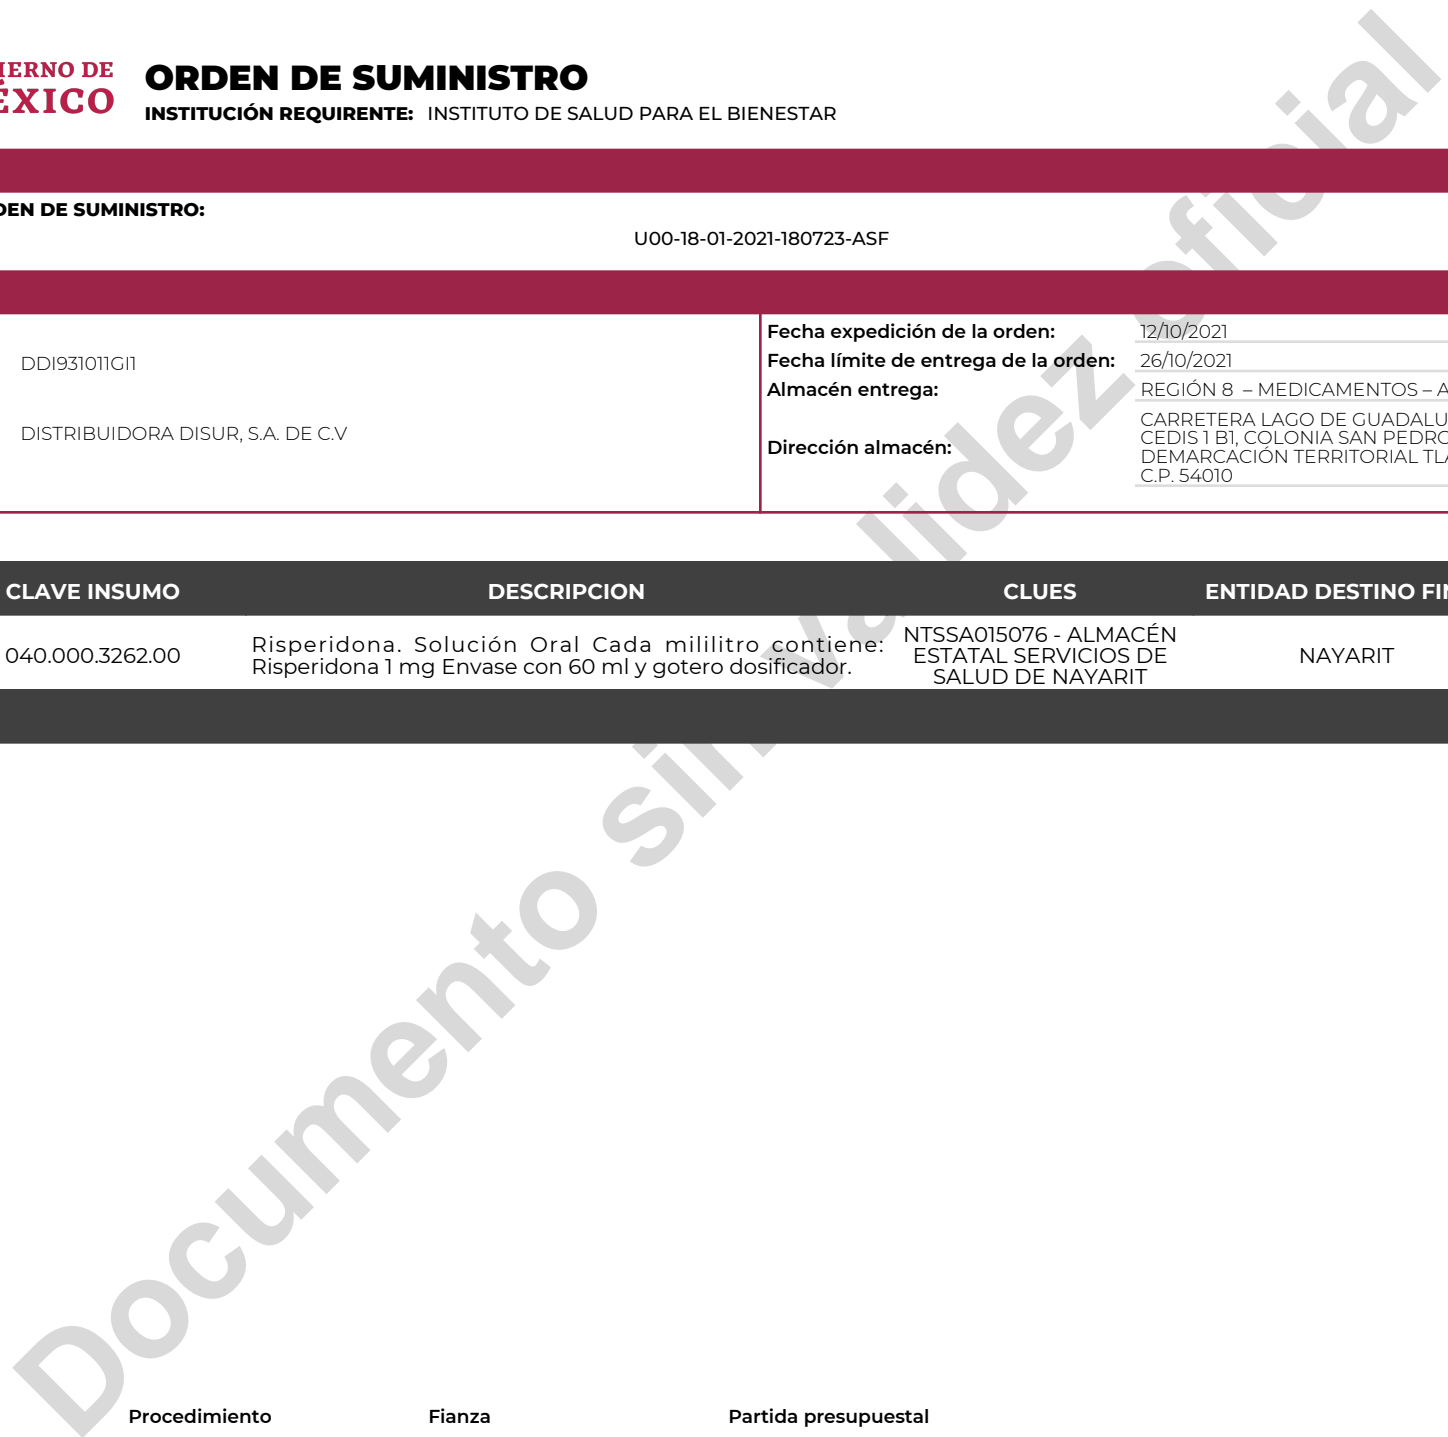 IERNO DE
ÉXICO
ORDEN DE SUMINISTRO
INSTITUCIÓN REQUIRENTE: INSTITUTO DE SALUD PARA EL BIENESTAR
DEN DE SUMINISTRO:
U00-18-01-2021-180723-ASF
DDI931011GI1
DISTRIBUIDORA DISUR, S.A. DE C.V
Fecha expedición de la orden: 12/10/2021
Fecha límite de entrega de la orden: 26/10/2021
Almacén entrega: REGIÓN 8 – MEDICAMENTOS – A
Dirección almacén:
CARRETERA LAGO DE GUADALU
CEDIS 1 B1, COLONIA SAN PEDRO
DEMARCACIÓN TERRITORIAL TLA
C.P. 54010
CLAVE INSUMO DESCRIPCION CLUES ENTIDAD DESTINO FIN
040.000.3262.00
Risperidona. Solución Oral Cada mililitro contiene:
Risperidona 1 mg Envase con 60 ml y gotero dosificador.
NTSSA015076 - ALMACÉN
ESTATAL SERVICIOS DE
SALUD DE NAYARIT
NAYARIT
Documento sin validez oficial
Procedimiento Fianza Partida presupuestal